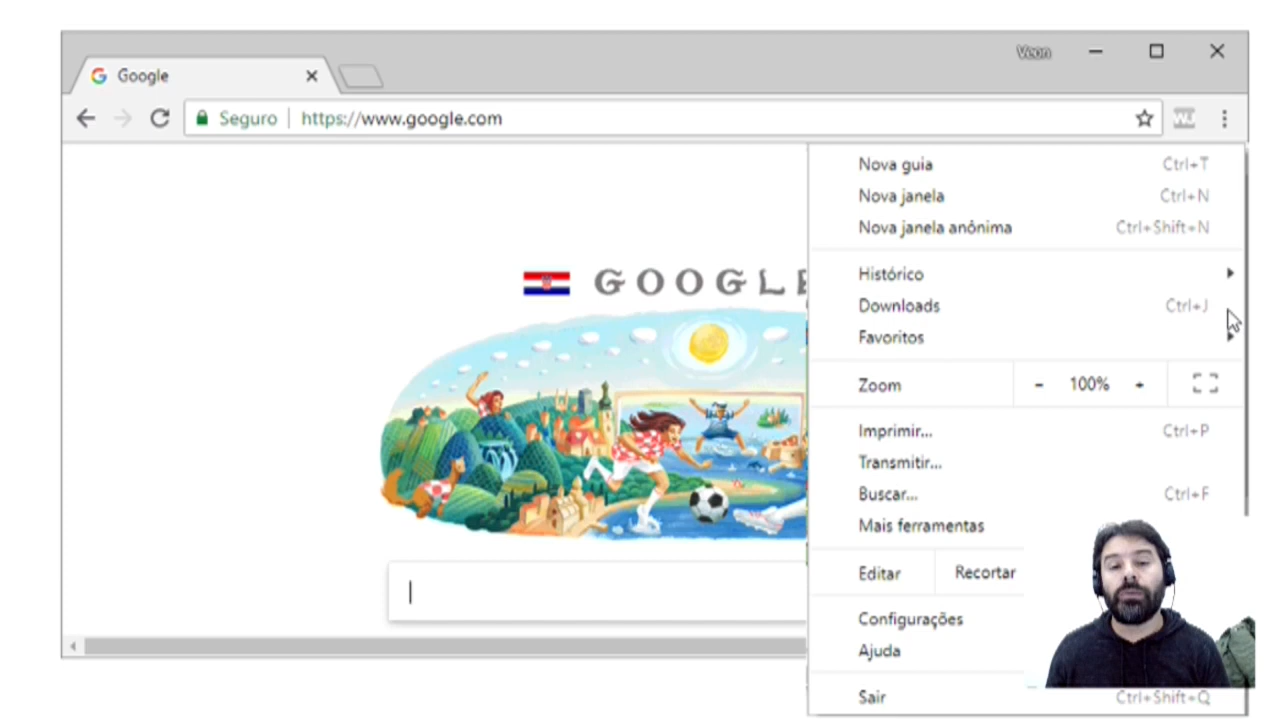 Veon
Google
Seguro https://www.google.com
GOOGLE
Nova guia Ctrl+T
Nova janela Ctrl+N
Nova janela anônima Ctrl+Shift+N
Histórico
Downloads Ctrl+J
Favoritos
Zoom - 100% +
Imprimir... Ctrl+P
Transmitir...
Buscar... Ctrl+F
Mais ferramentas
Editar Recortar
Configurações
Ajuda
Sair Ctrl+Shift+Q